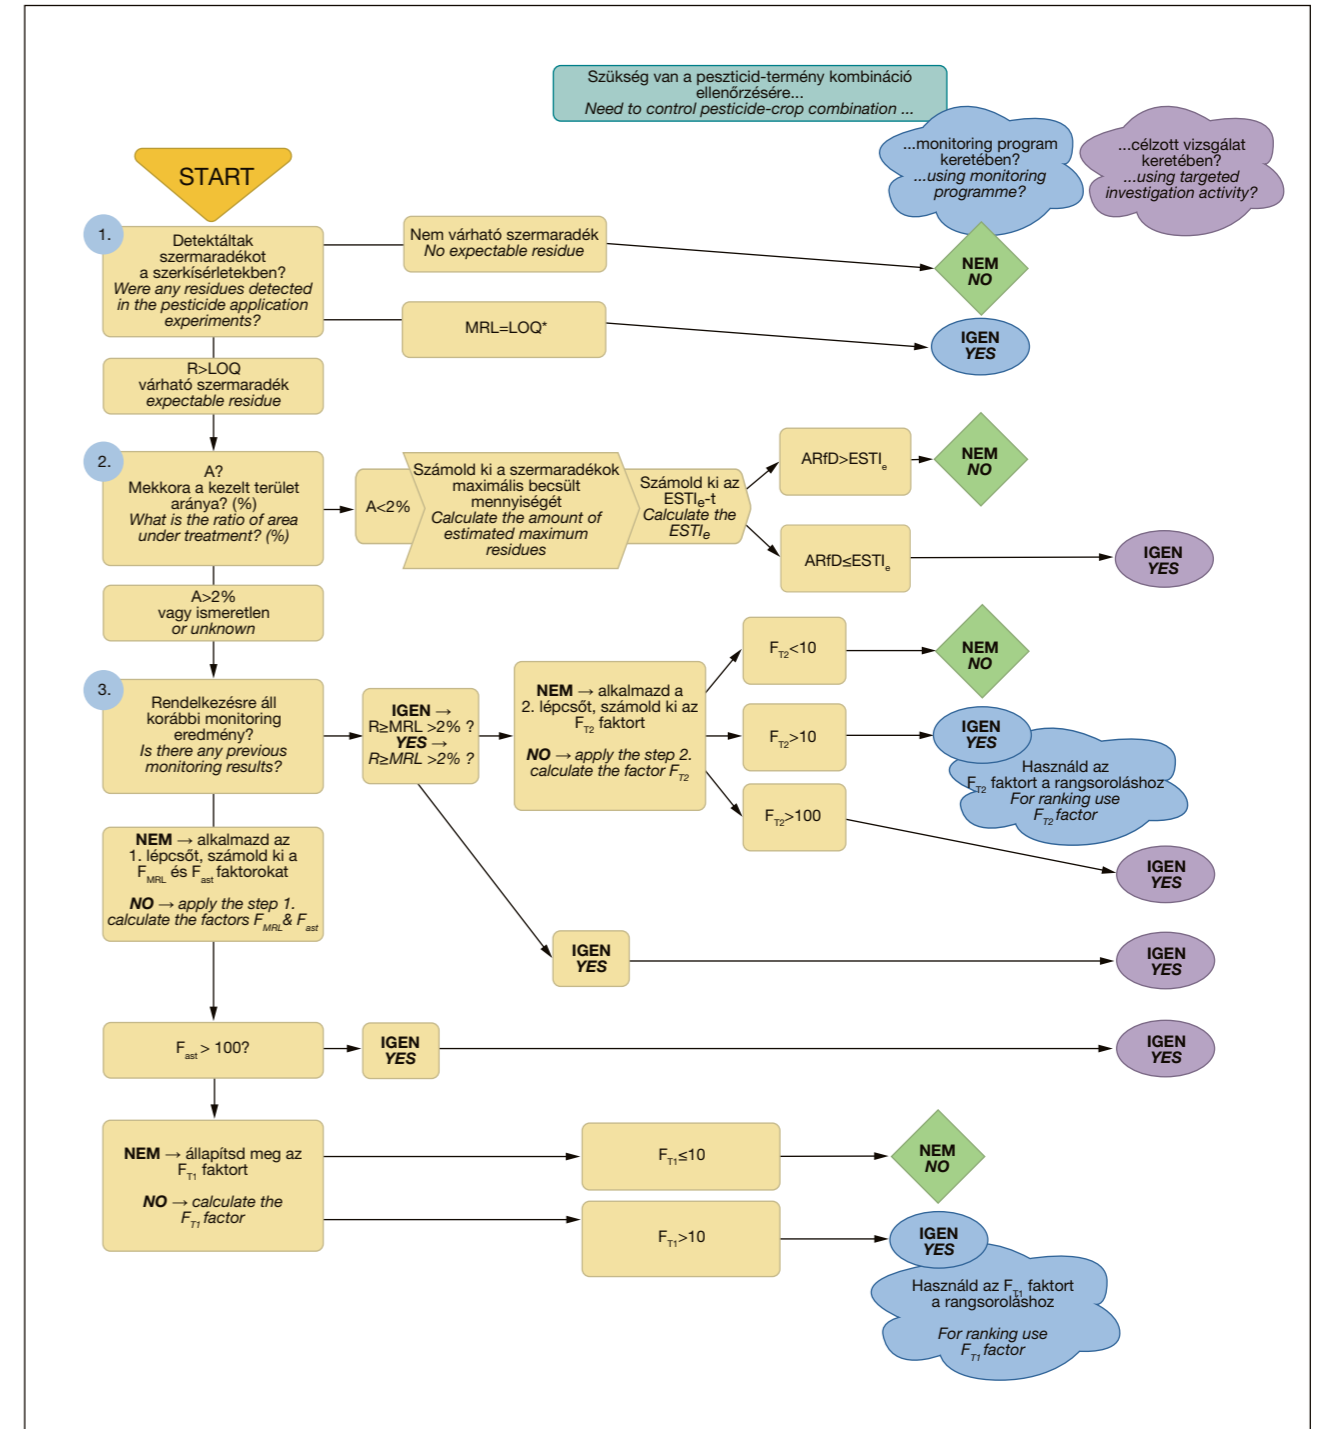 Szükség van a peszticid-termény kombináció
ellenőrzésére...
Need to control pesticide-crop combination ...
...monitoring program
keretében?
...using monitoring
programme?
...célzott vizsgálat
keretében?
...using targeted
investigation activity?
START
1.
Detektáltak
szermaradékot
a szerkísérletekben?
Were any residues detected
in the pesticide application
experiments?
Nem várható szermaradék
No expectable residue
NEM
NO
MRL=LOQ*
IGEN
YES
R>LOQ
várható szermaradék
expectable residue
2.
A?
Mekkora a kezelt terület
aránya? (%)
What is the ratio of area
under treatment? (%)
A<2%
Számold ki a szermaradékok
maximális becsült
mennyiségét
Calculate the amount of
estimated maximum
residues
Számold ki az
ESTIe-t
Calculate the
ESTIe
ARfD>ESTIe
NEM
NO
ARfD≤ESTIe
IGEN
YES
A>2%
vagy ismeretlen
or unknown
3.
Rendelkezésre áll
korábbi monitoring
eredmény?
Is there any previous
monitoring results?
IGEN →
R≥MRL >2% ?
YES →
R≥MRL >2% ?
NEM → alkalmazd a
2. lépcsőt, számold ki az
FT2 faktort
NO → apply the step 2.
calculate the factor FT2
FT2<10
NEM
NO
FT2>10
IGEN
YES
Használd az
FT2 faktort a rangsoroláshoz
For ranking use
FT2 factor
FT2>100
IGEN
YES
NEM → alkalmazd az
1. lépcsőt, számold ki a
FMRL és Fast faktorokat
NO → apply the step 1.
calculate the factors FMRL& Fast
IGEN
YES
IGEN
YES
Fast > 100?
IGEN
YES
IGEN
YES
NEM → állapítsd meg az
FT1 faktort
NO → calculate the
FT1 factor
FT1≤10
NEM
NO
FT1>10
IGEN
YES
Használd az FT1 faktort
a rangsoroláshoz
For ranking use
FT1 factor